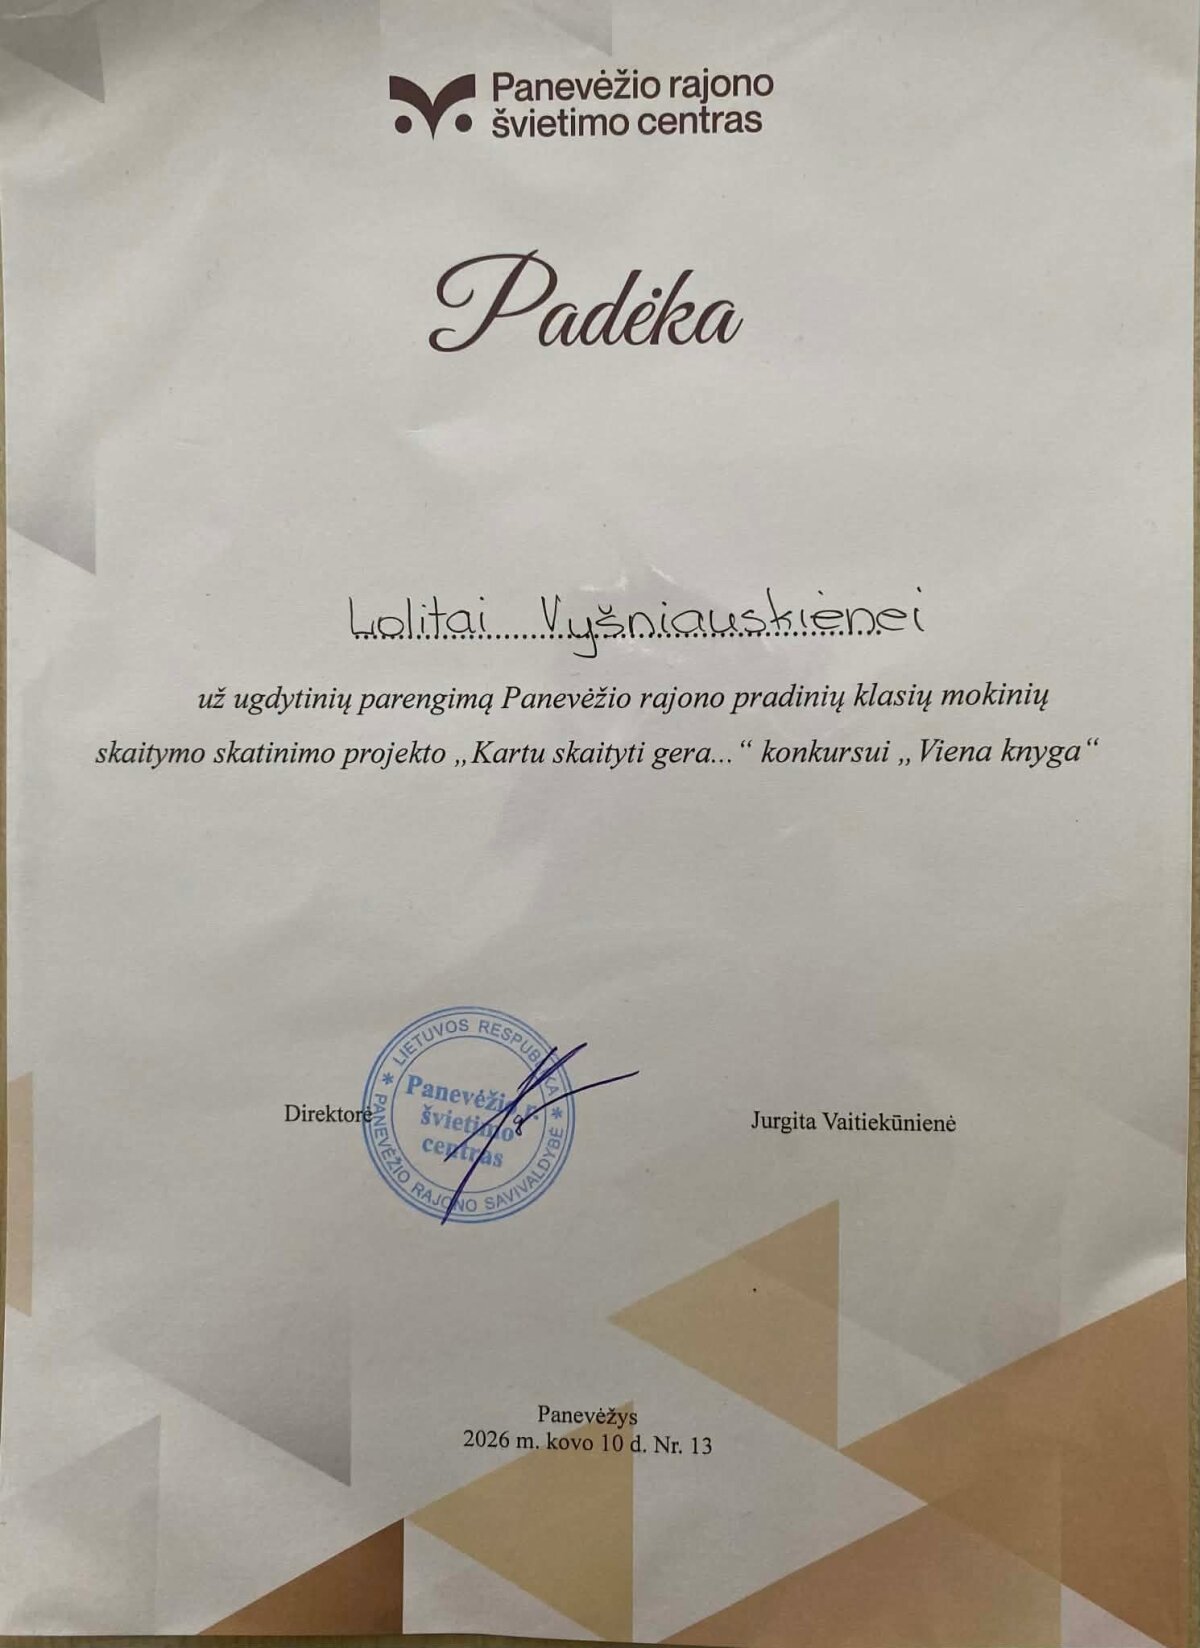 Panevėžio rajono
švietimo centras
Padėka
Lolitai Vyšniauskienei
už ugdytinių parengimą Panevėžio rajono pradinių klasių mokinių
skaitymo skatinimo projekto „Kartu skaityti gera...“ konkursui „Viena knyga“
Direktorė
LIETUVOS RESPUBLIKA
Panevėžio r.
švietimo
centras
PANEVĖŽIO RAJONO SAVIVALDYBĖ
Jurgita Vaitiekūnienė
Panevėžys
2026 m. kovo 10 d. Nr. 13